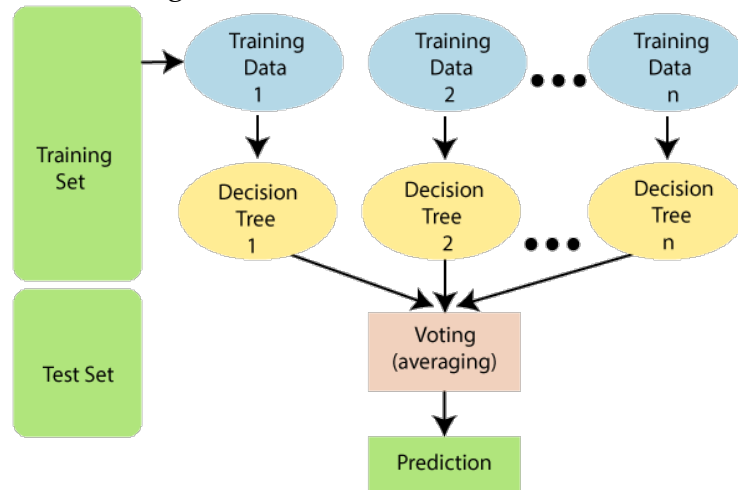 Training
Set
Training
Data
1
Training
Data
2
Training
Data
n
Decision
Tree
1
Decision
Tree
2
Decision
Tree
n
Test Set
Voting
(averaging)
Prediction